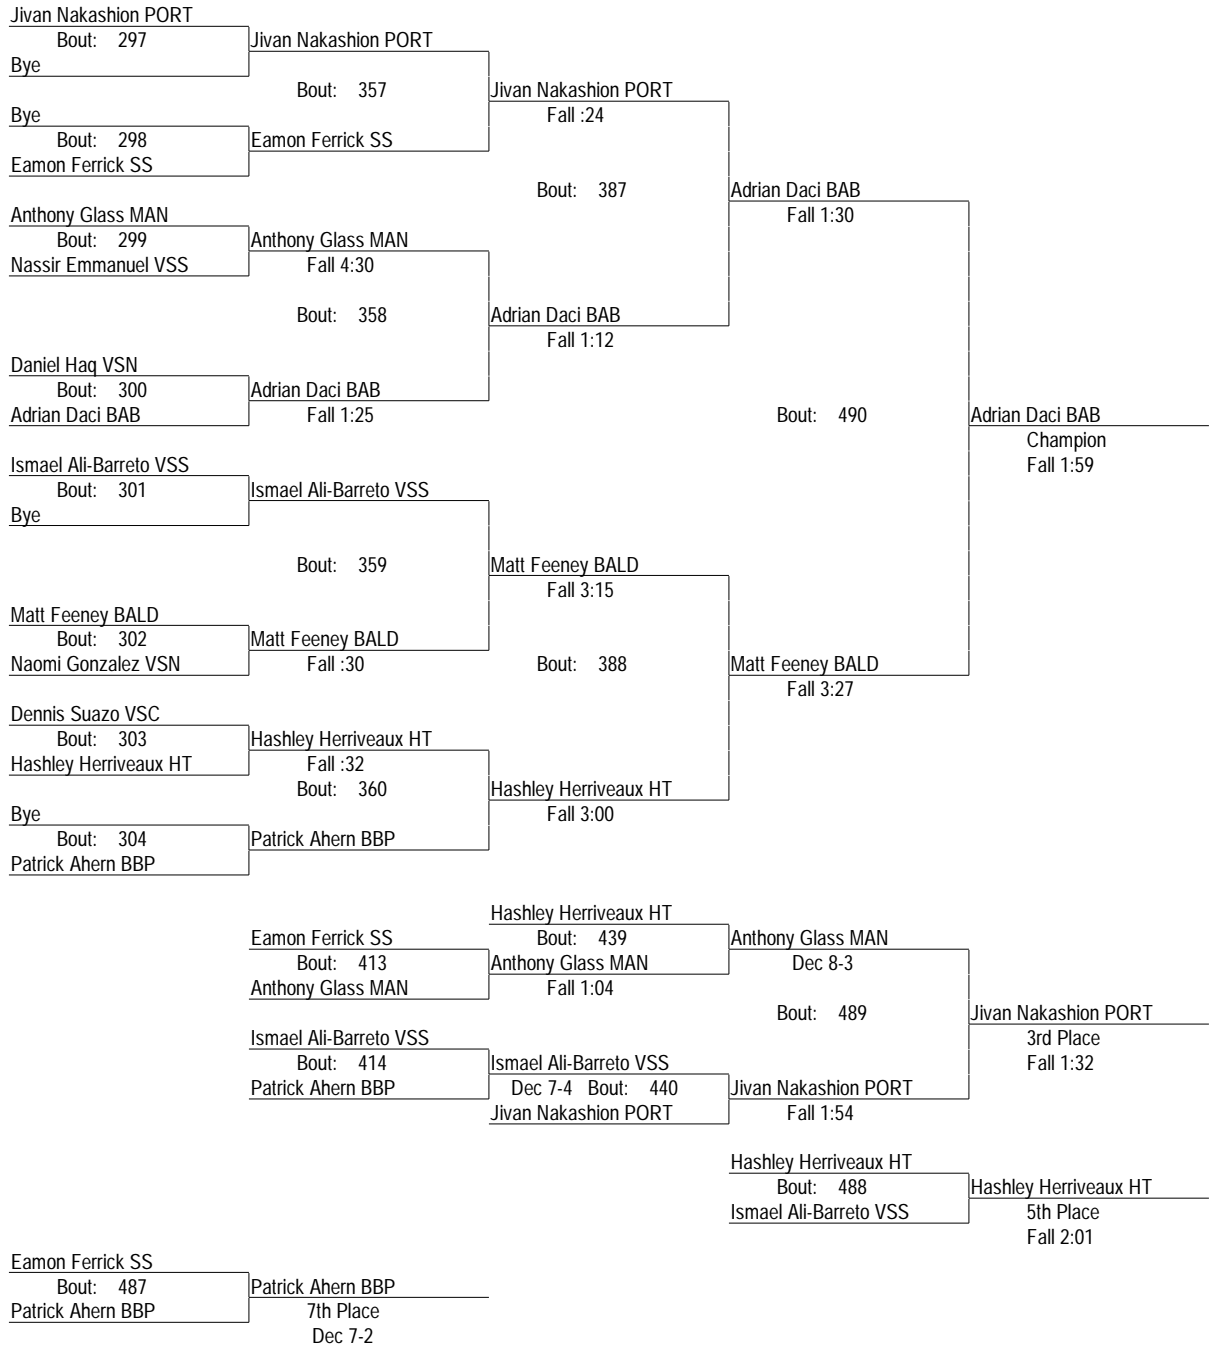 Jivan Nakashion PORT
Bout: 297 Jivan Nakashion PORT
Bye
Bout: 357 Jivan Nakashion PORT
Bye Fall :24
Bout: 298 Eamon Ferrick SS
Eamon Ferrick SS
Bout: 387 Adrian Daci BAB
Anthony Glass MAN Fall 1:30
Bout: 299 Anthony Glass MAN
Nassir Emmanuel VSS Fall 4:30
Bout: 358 Adrian Daci BAB
Fall 1:12
Daniel Haq VSN
Bout: 300 Adrian Daci BAB
Adrian Daci BAB Fall 1:25 Bout: 490 Adrian Daci BAB
Champion
Ismael Ali-Barreto VSS Fall 1:59
Bout: 301 Ismael Ali-Barreto VSS
Bye
Bout: 359 Matt Feeney BALD
Fall 3:15
Matt Feeney BALD
Bout: 302 Matt Feeney BALD
Naomi Gonzalez VSN Fall :30 Bout: 388 Matt Feeney BALD
Fall 3:27
Dennis Suazo VSC
Bout: 303 Hashley Herriveaux HT
Hashley Herriveaux HT Fall :32
Bout: 360 Hashley Herriveaux HT
Bye Fall 3:00
Bout: 304 Patrick Ahern BBP
Patrick Ahern BBP
Hashley Herriveaux HT
Eamon Ferrick SS Bout: 439 Anthony Glass MAN
Bout: 413 Anthony Glass MAN Dec 8-3
Anthony Glass MAN Fall 1:04
Bout: 489 Jivan Nakashion PORT
Ismael Ali-Barreto VSS 3rd Place
Bout: 414 Ismael Ali-Barreto VSS Fall 1:32
Patrick Ahern BBP Dec 7-4 Bout: 440 Jivan Nakashion PORT
Jivan Nakashion PORT Fall 1:54
Hashley Herriveaux HT
Bout: 488 Hashley Herriveaux HT
Ismael Ali-Barreto VSS 5th Place
Fall 2:01
Eamon Ferrick SS
Bout: 487 Patrick Ahern BBP
Patrick Ahern BBP 7th Place
Dec 7-2